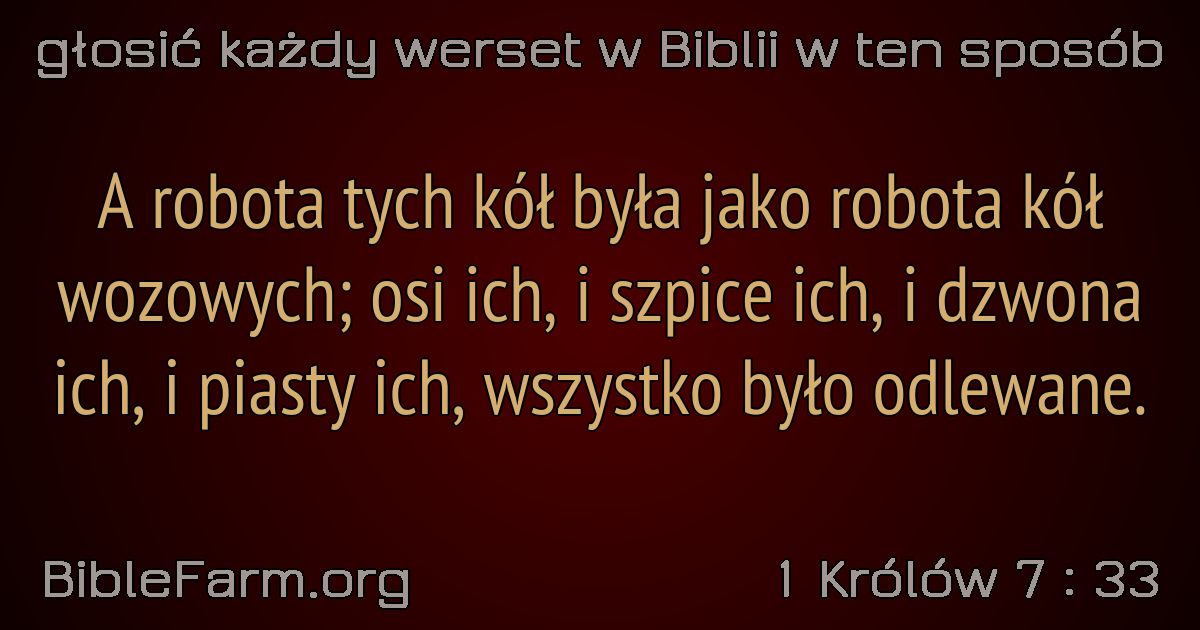 głosić każdy werset w Biblii w ten sposób
A robota tych kół była jako robota kół
wozowych; osi ich, i szpice ich, i dzwona
ich, i piasty ich, wszystko było odlewane.
BibleFarm.org
1 Królów 7 : 33